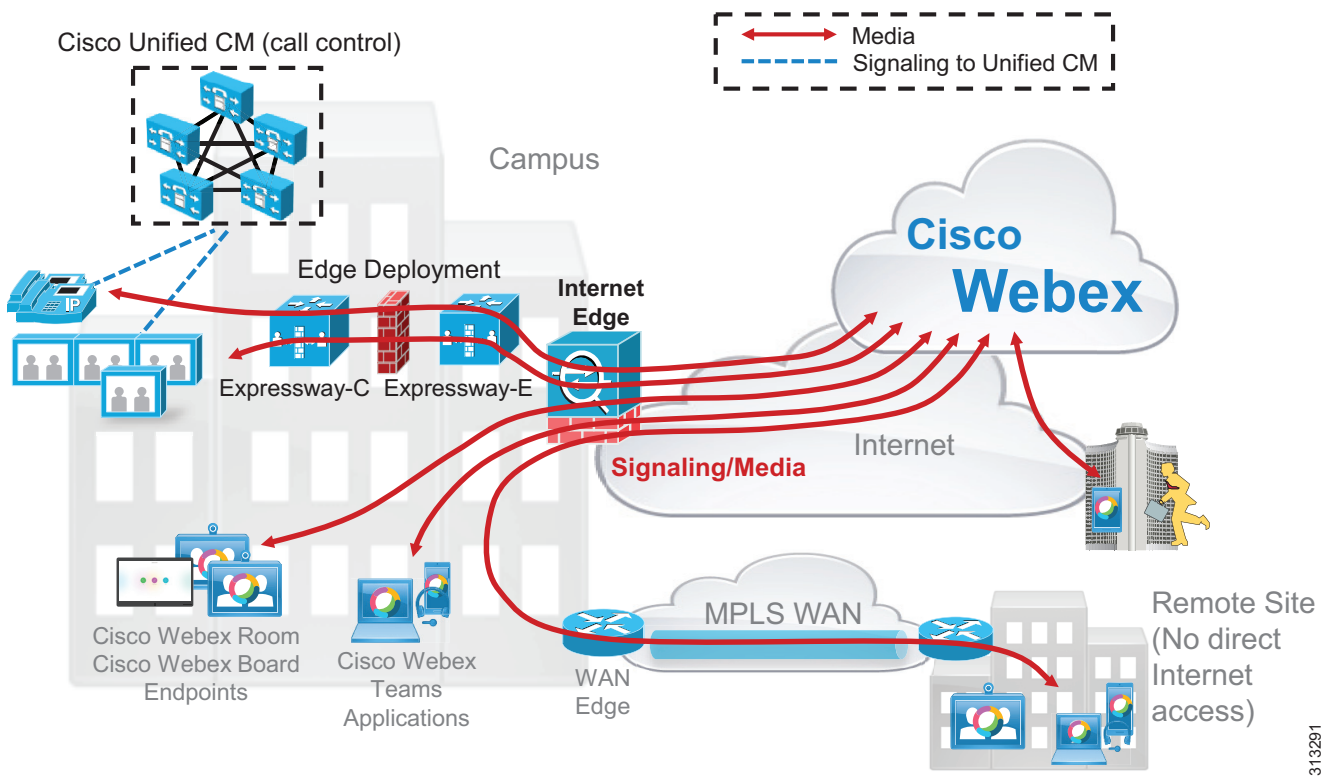 Cisco Unified CM (call control)
Media
Signaling to Unified CM
Campus
Cisco
Webex
Edge Deployment
Internet
Edge
IP
Expressway-C
Expressway-E
Internet
Signaling/Media
MPLS WAN
Remote Site
(No direct
Internet
access)
Cisco Webex Room
Cisco Webex Board
Endpoints
Cisco Webex
Teams
Applications
WAN
Edge
313291